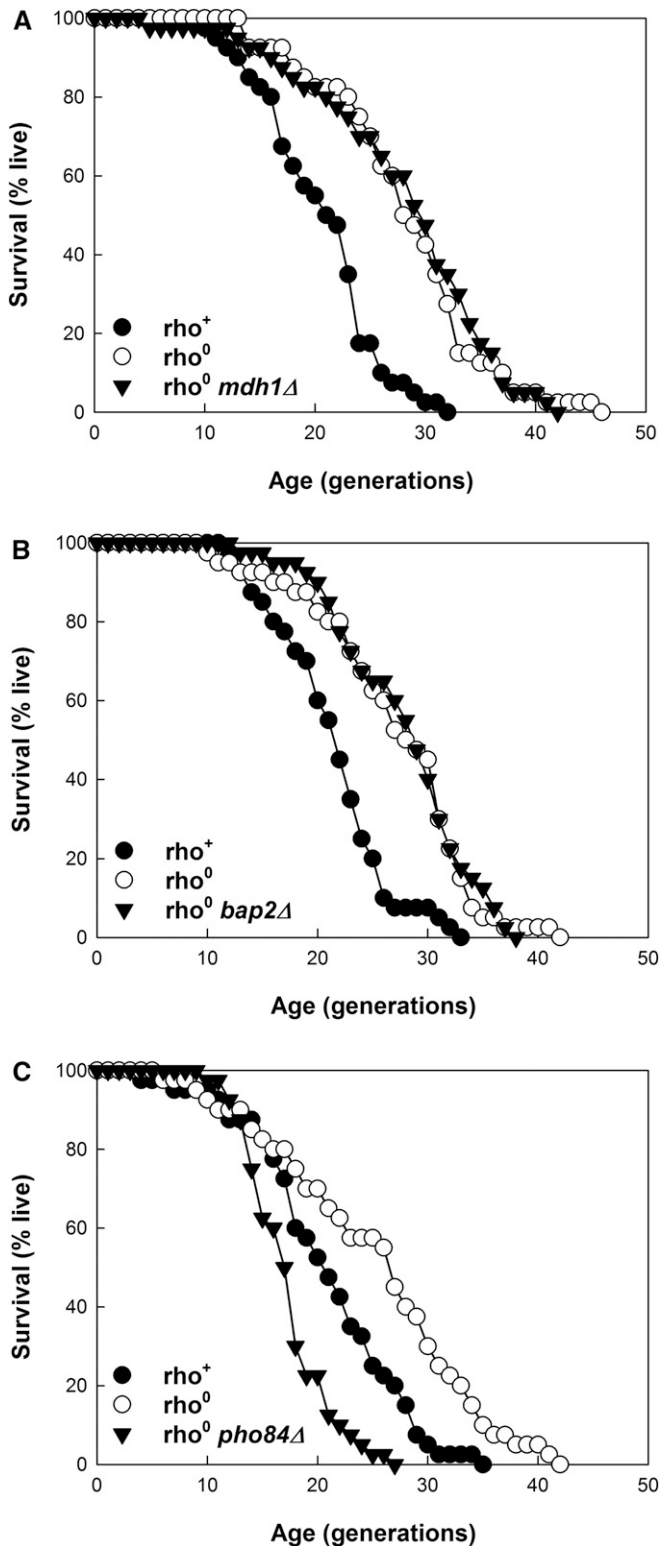 A
100
80
60
40
20
0
Survival (% live)
rho⁺
rho⁰
rho⁰ mdh1Δ
0 10 20 30 40 50
Age (generations)
B
100
80
60
40
20
0
Survival (% live)
rho⁺
rho⁰
rho⁰ bap2Δ
0 10 20 30 40 50
Age (generations)
C
100
80
60
40
20
0
Survival (% live)
rho⁺
rho⁰
rho⁰ pho84Δ
0 10 20 30 40 50
Age (generations)